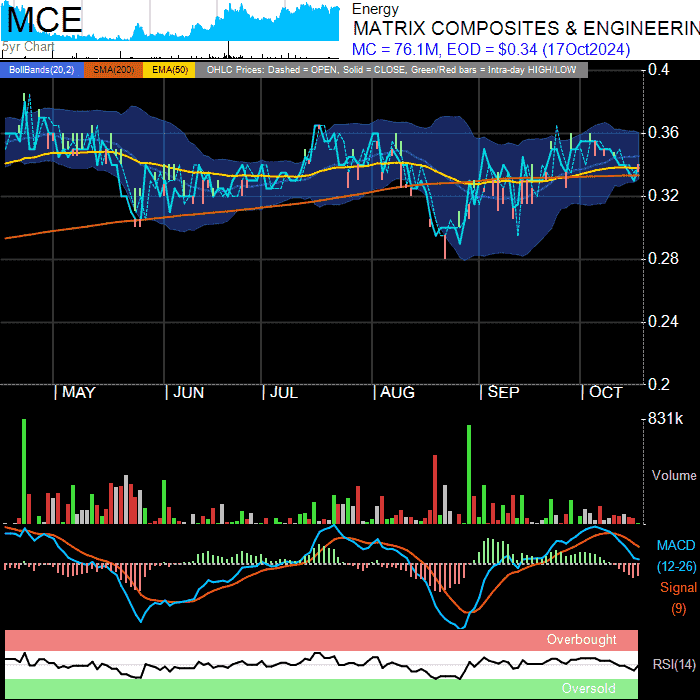 MCE
5yr Chart
Energy
MATRIX COMPOSITES & ENGINEERIN
MC = 76.1M, EOD = $0.34 (17Oct2024)
BollBands(20,2) SMA(200) EMA(50) OHLC Prices: Dashed = OPEN, Solid = CLOSE, Green/Red bars = Intra-day HIGH/LOW
0.4
0.36
0.32
0.28
0.24
0.2
MAY JUN JUL AUG SEP OCT
831k
Volume
MACD
(12-26)
Signal
(9)
Overbought
RSI(14)
Oversold